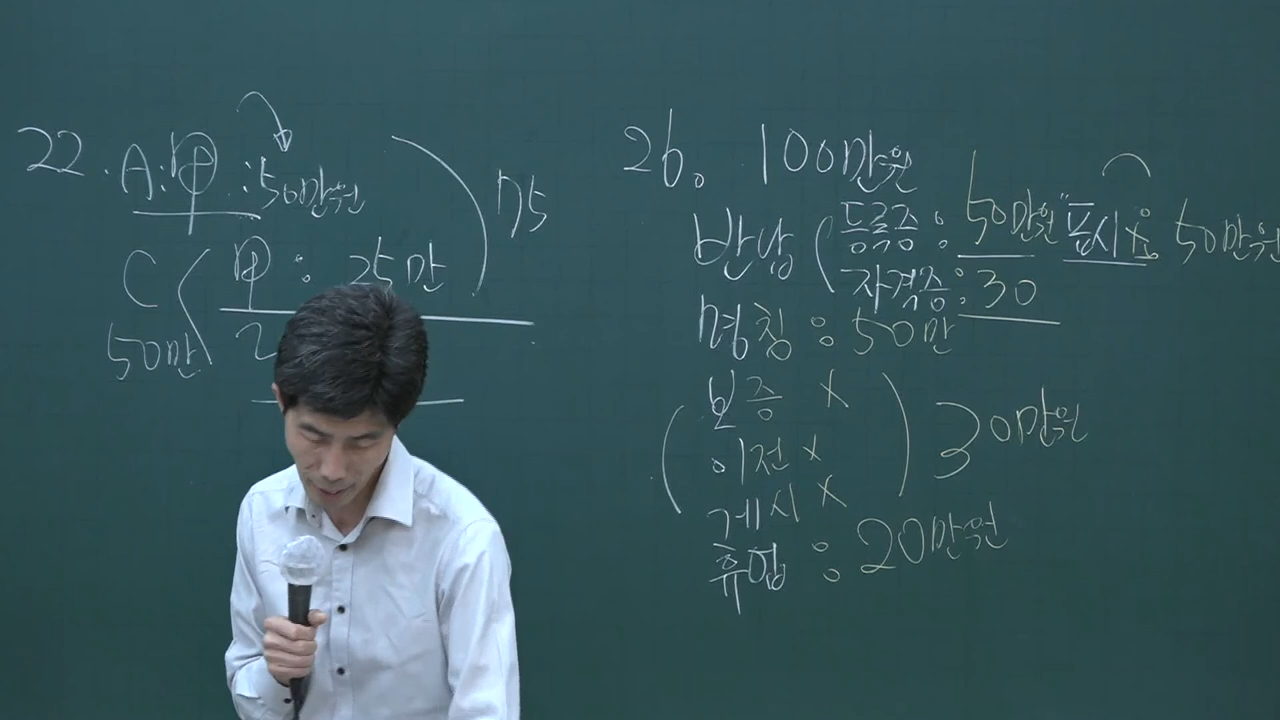 22. A:甲 : 50만원
C 甲 : 25만
75
50만 2
26. 100만원
반납 ( 등록증 : 50만원 "표시X 50만원
자격증 : 30
명칭 : 50만
보증 X
이전 X
게시 X
30만원
휴업 : 20만원